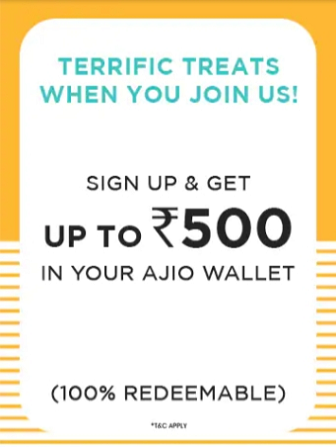 TERRIFIC TREATS
WHEN YOU JOIN US!
SIGN UP & GET
UP TO ₹500
IN YOUR AJIO WALLET
(100% REDEEMABLE)
*T&C APPLY